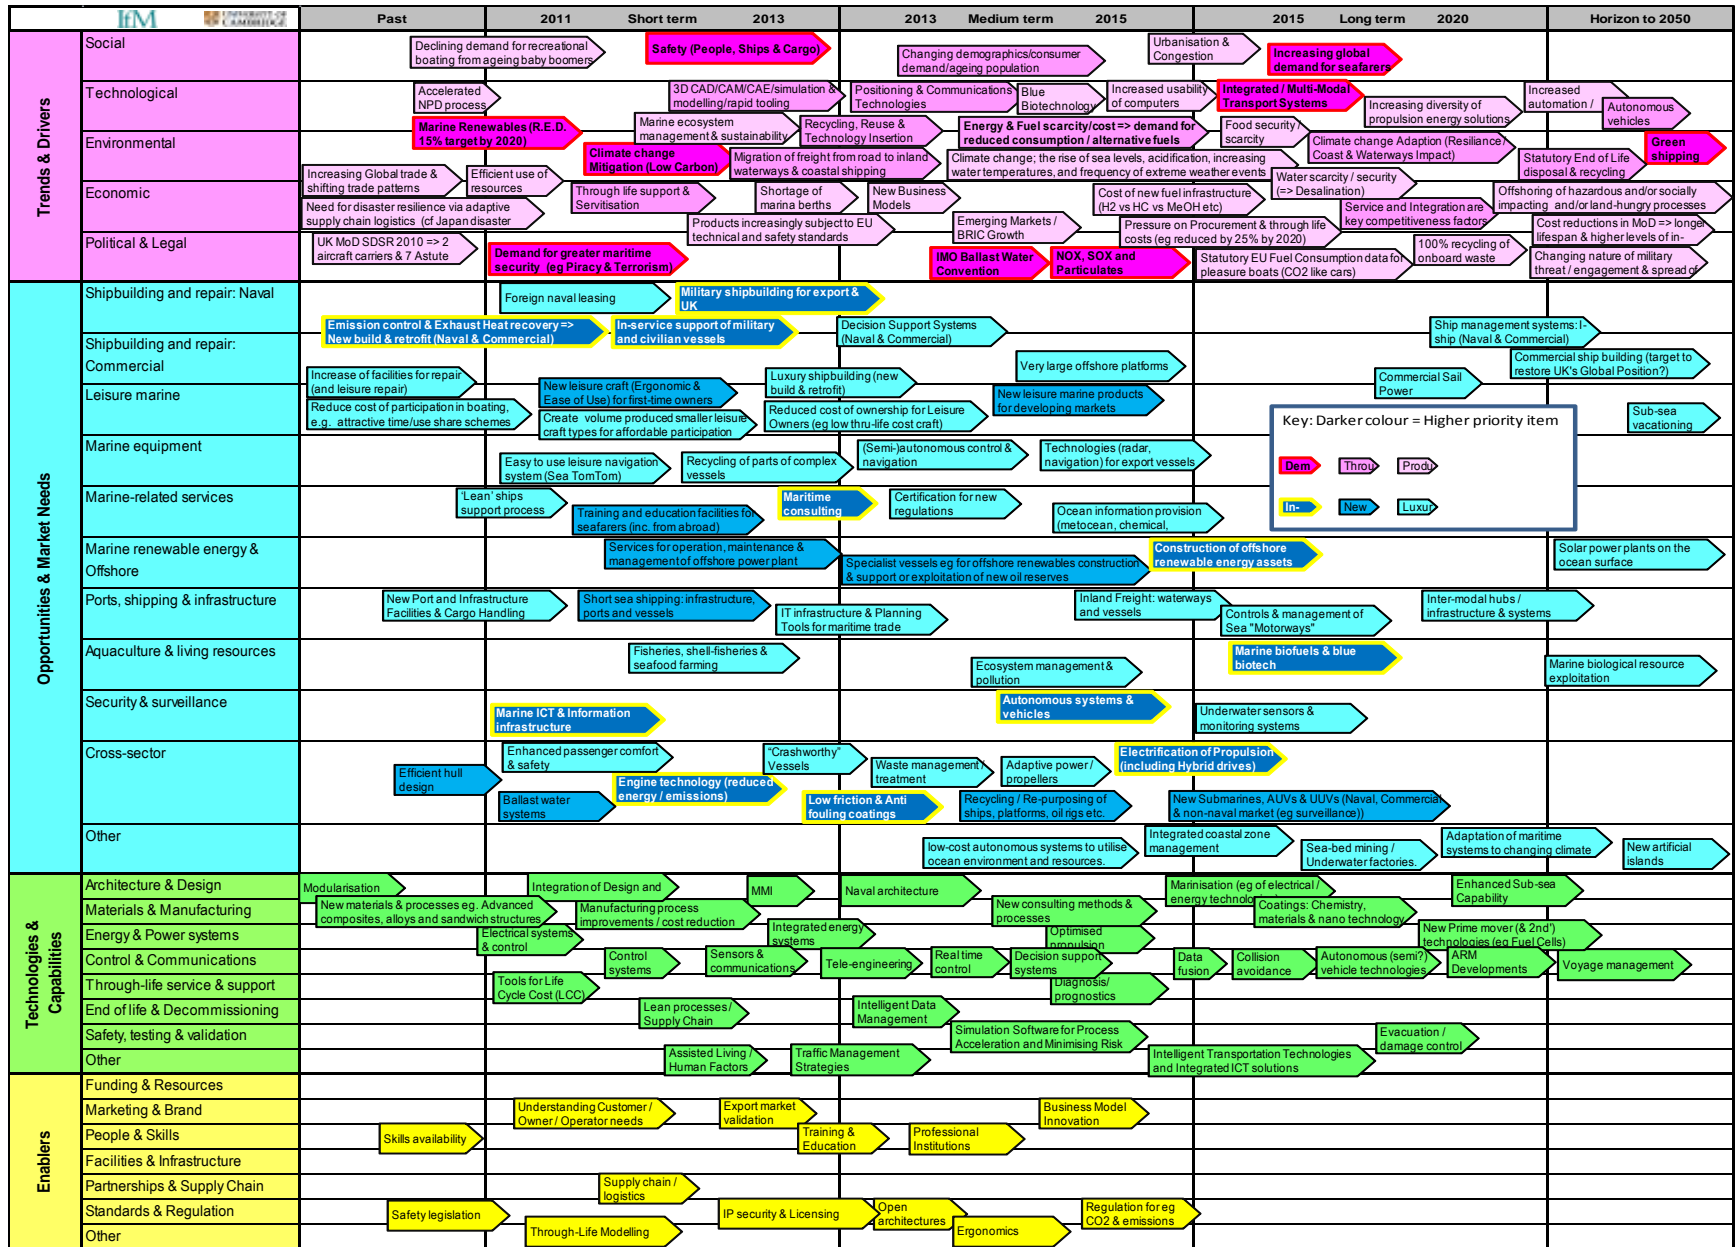 IfM
UNIVERSITY OF
CAMBRIDGE
Past
2011 Short term 2013
2013 Medium term 2015
2015 Long term 2020
Horizon to 2050
Trends & Drivers
Social
Declining demand for recreational
boating from ageing baby boomers
Safety (People, Ships & Cargo)
Changing demographics/consumer
demand/ageing population
Urbanisation &
Congestion
Increasing global
demand for seafarers
Technological
Accelerated
NPD process
3D CAD/CAM/CAE/simulation &
modelling/rapid tooling
Positioning & Communications
Technologies
Blue
Biotechnology
Increased usability
of computers
Integrated / Multi-Modal
Transport Systems
Increasing diversity of
propulsion energy solutions
Increased
automation /
Autonomous
vehicles
Environmental
Marine Renewables (R.E.D.
15% target by 2020)
Marine ecosystem
management & sustainability
Recycling, Reuse &
Technology Insertion
Energy & Fuel scarcity/cost => demand for
reduced consumption / alternative fuels
Food security /
scarcity
Climate change Adaption (Resiliance/
Coast & Waterways Impact)
Green
shipping
Climate change
Mitigation (Low Carbon)
Migration of freight from road to inland
waterways & coastal shipping
Climate change; the rise of sea levels, acidification, increasing
water temperatures, and frequency of extreme weather events
Statutory End of Life
disposal & recycling
Economic
Increasing Global trade &
shifting trade patterns
Efficient use of
resources
Through life support &
Servitisation
Shortage of
marina berths
New Business
Models
Cost of new fuel infrastructure
(H2 vs HC vs MeOH etc)
Water scarcity / security
(=> Desalination)
Service and Integration are
key competitiveness factors
Offshoring of hazardous and/or socially
impacting and/or land-hungry processes
Need for disaster resilience via adaptive
supply chain logistics (cf Japan disaster
Products increasingly subject to EU
technical and safety standards
Emerging Markets /
BRIC Growth
Pressure on Procurement & through life
costs (eg reduced by 25% by 2020)
Cost reductions in MoD => longer
lifespan & higher levels of in-
Political & Legal
UK MoD SDSR 2010 => 2
aircraft carriers & 7 Astute
Demand for greater maritime
security (eg Piracy & Terrorism)
IMO Ballast Water
Convention
NOX, SOX and
Particulates
Statutory EU Fuel Consumption data for
pleasure boats (CO2 like cars)
100% recycling of
onboard waste
Changing nature of military
threat / engagement & spread of
Opportunities & Market Needs
Shipbuilding and repair: Naval
Foreign naval leasing
Military shipbuilding for export &
UK
Emission control & Exhaust Heat recovery =>
New build & retrofit (Naval & Commercial)
In-service support of military
and civilian vessels
Decision Support Systems
(Naval & Commercial)
Ship management systems: I-
ship (Naval & Commercial)
Shipbuilding and repair:
Commercial
Increase of facilities for repair
(and leisure repair)
Luxury shipbuilding (new
build & retrofit)
Very large offshore platforms
Commercial Sail
Power
Commercial ship building (target to
restore UK's Global Position?)
Leisure marine
Reduce cost of participation in boating,
e.g. attractive time/use share schemes
New leisure craft (Ergonomic &
Ease of Use) for first-time owners
Create volume produced smaller leisure
craft types for affordable participation
Reduced cost of ownership for Leisure
Owners (eg low thru-life cost craft)
New leisure marine products
for developing markets
Sub-sea
vacationing
Key: Darker colour = Higher priority item
Dem
Throu
Produ
In-
New
Luxur
Marine equipment
Easy to use leisure navigation
system (Sea TomTom)
Recycling of parts of complex
vessels
(Semi-)autonomous control &
navigation
Technologies (radar,
navigation) for export vessels
Marine-related services
'Lean' ships
support process
Training and education facilities for
seafarers (inc. from abroad)
Maritime
consulting
Certification for new
regulations
Ocean information provision
(metocean, chemical,
Marine renewable energy &
Offshore
Services for operation, maintenance &
management of offshore power plant
Specialist vessels eg for offshore renewables construction
& support or exploitation of new oil reserves
Construction of offshore
renewable energy assets
Solar power plants on the
ocean surface
Ports, shipping & infrastructure
New Port and Infrastructure
Facilities & Cargo Handling
Short sea shipping: infrastructure,
ports and vessels
IT infrastructure & Planning
Tools for maritime trade
Inland Freight: waterways
and vessels
Controls & management of
Sea "Motorways"
Inter-modal hubs /
infrastructure & systems
Aquaculture & living resources
Fisheries, shell-fisheries &
seafood farming
Ecosystem management &
pollution
Marine biofuels & blue
biotech
Marine biological resource
exploitation
Security & surveillance
Marine ICT & Information
infrastructure
Autonomous systems &
vehicles
Underwater sensors &
monitoring systems
Cross-sector
Efficient hull
design
Enhanced passenger comfort
& safety
"Crashworthy"
Vessels
Waste management /
treatment
Adaptive power /
propellers
Electrification of Propulsion
(including Hybrid drives)
Ballast water
systems
Engine technology (reduced
energy / emissions)
Low friction & Anti
fouling coatings
Recycling / Re-purposing of
ships, platforms, oil rigs etc.
New Submarines, AUVs & UUVs (Naval, Commercial
& non-naval market (eg surveillance))
Other
low-cost autonomous systems to utilise
ocean environment and resources.
Integrated coastal zone
management
Sea-bed mining /
Underwater factories.
Adaptation of maritime
systems to changing climate
New artificial
islands
Technologies &
Capabilities
Architecture & Design
Modularisation
Integration of Design and
MMI
Naval architecture
Marinisation (eg of electrical /
energy technologies)
Enhanced Sub-sea
Capability
Materials & Manufacturing
New materials & processes eg. Advanced
composites, alloys and sandwich structures
Manufacturing process
improvements / cost reduction
New consulting methods &
processes
Coatings: Chemistry,
materials & nano technology
Energy & Power systems
Electrical systems
& control
Integrated energy
systems
Optimised
propulsion
New Prime mover (& 2nd')
technologies (eg Fuel Cells)
Control & Communications
Control
systems
Sensors &
communications
Tele-engineering
Real time
control
Decision support
systems
Data
fusion
Collision
avoidance
Autonomous (semi?)
vehicle technologies
ARM
Developments
Voyage management
Through-life service & support
Tools for Life
Cycle Cost (LCC)
Diagnosis/
prognostics
End of life & Decommissioning
Lean processes /
Supply Chain
Intelligent Data
Management
Safety, testing & validation
Simulation Software for Process
Acceleration and Minimising Risk
Evacuation /
damage control
Other
Assisted Living /
Human Factors
Traffic Management
Strategies
Intelligent Transportation Technologies
and Integrated ICT solutions
Enablers
Funding & Resources
Marketing & Brand
Understanding Customer /
Owner / Operator needs
Export market
validation
Business Model
Innovation
People & Skills
Skills availability
Training &
Education
Professional
Institutions
Facilities & Infrastructure
Partnerships & Supply Chain
Supply chain /
logistics
Standards & Regulation
Safety legislation
IP security & Licensing
Open
architectures
Regulation for eg
CO2 & emissions
Other
Through-Life Modelling
Ergonomics